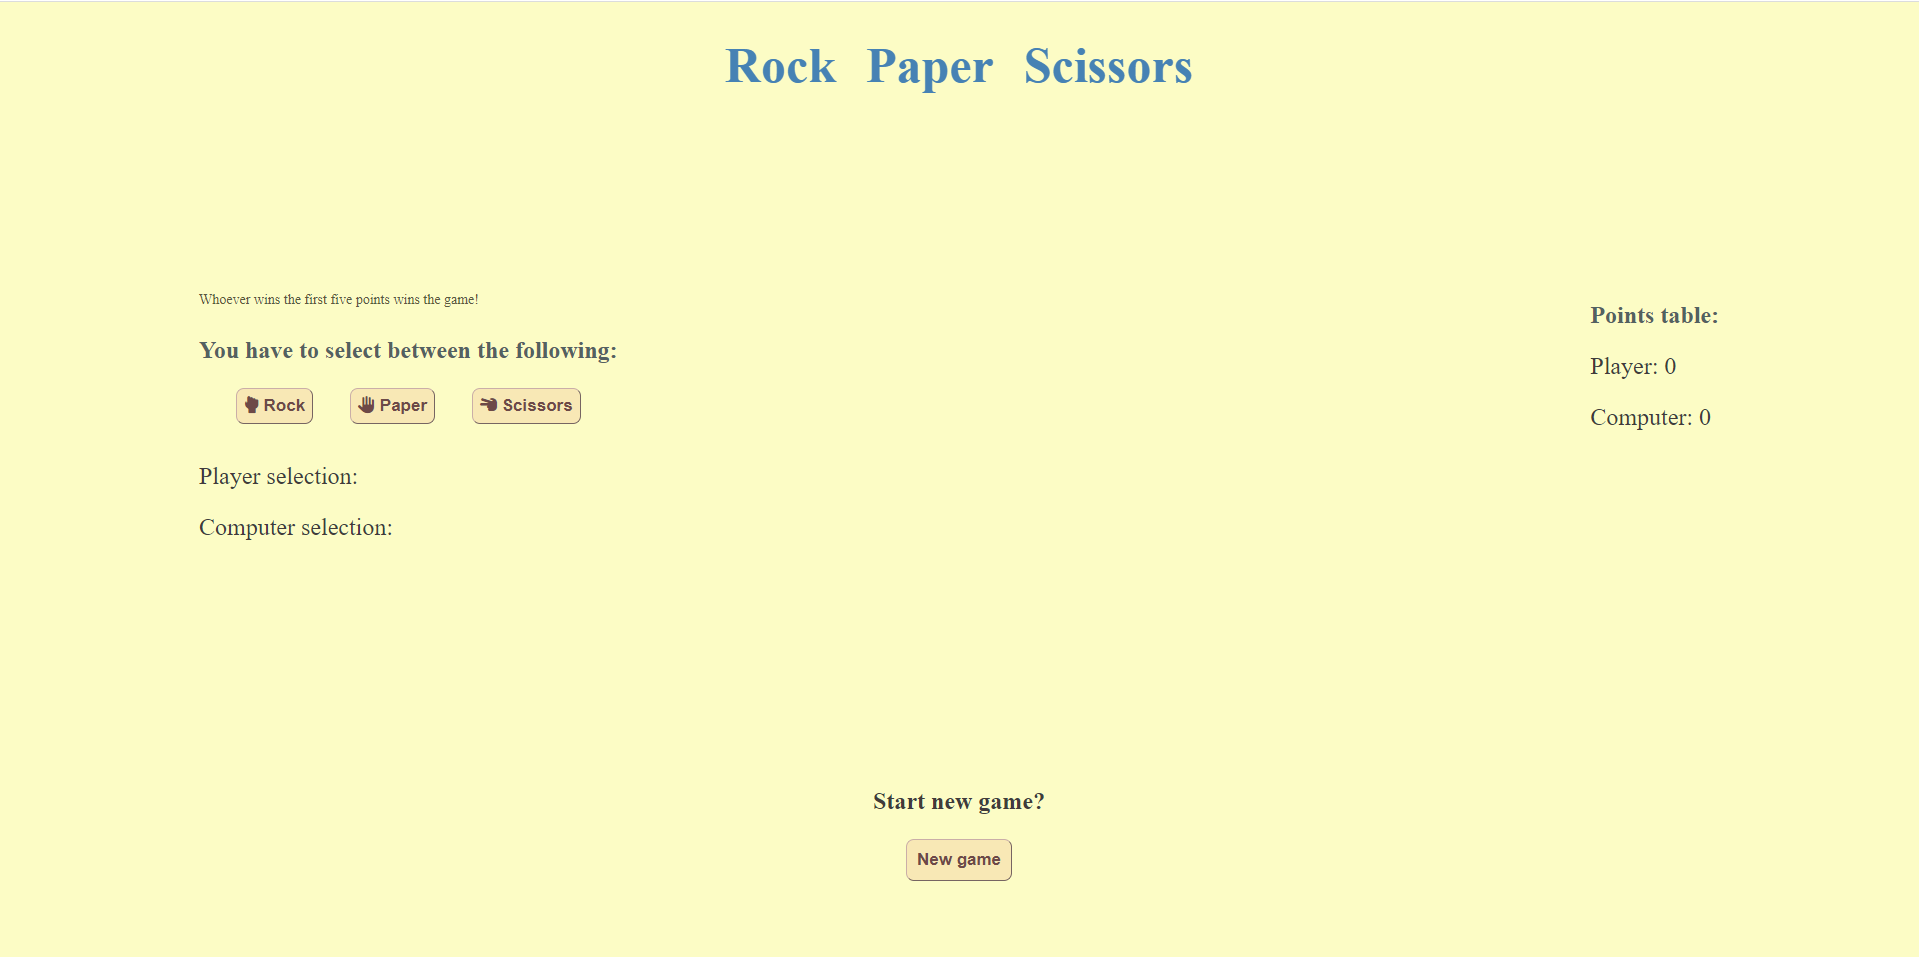 Rock Paper Scissors
Whoever wins the first five points wins the game!
You have to select between the following:
Rock Paper Scissors
Player selection:
Computer selection:
Points table:
Player: 0
Computer: 0
Start new game?
New game